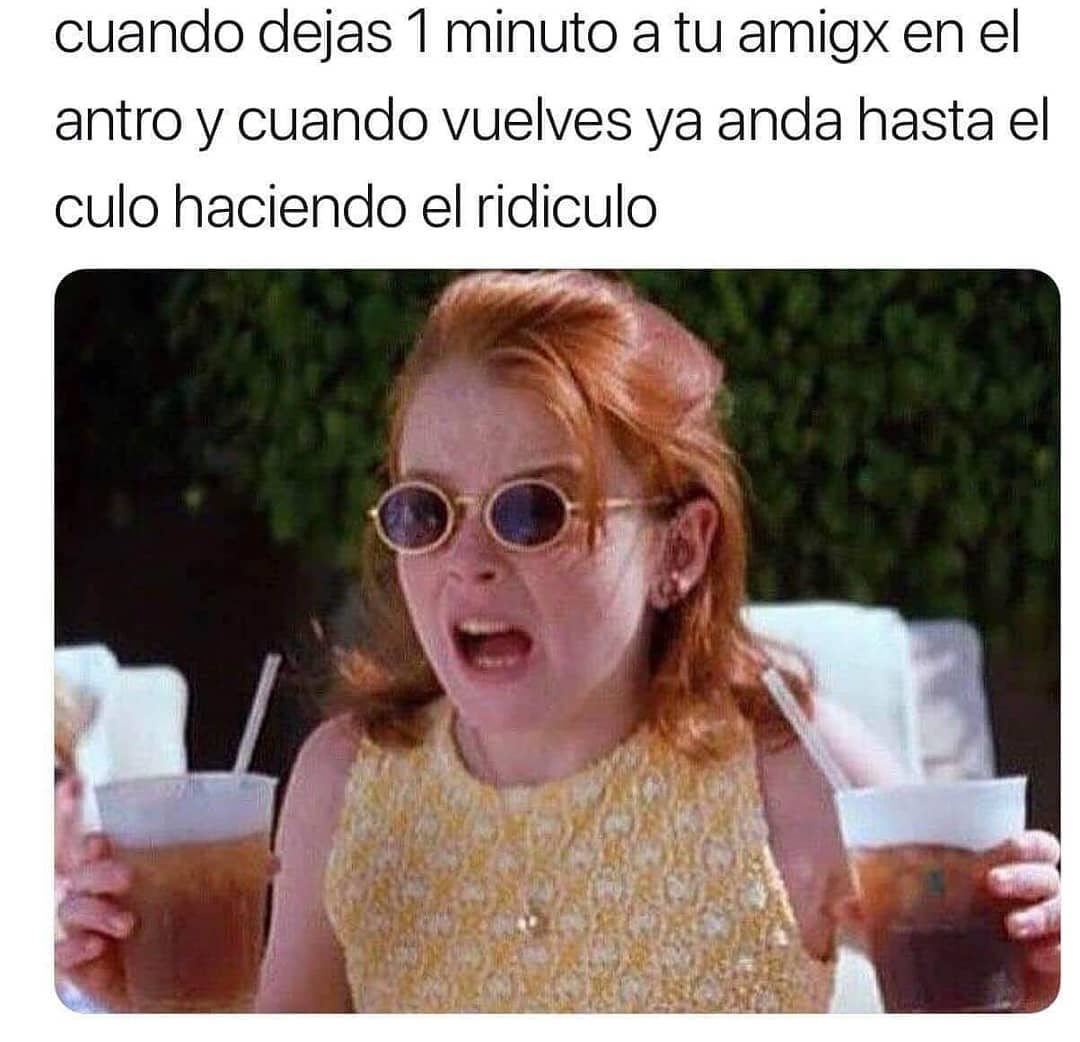 cuando dejas 1 minuto a tu amigx en el
antro y cuando vuelves ya anda hasta el
culo haciendo el ridiculo